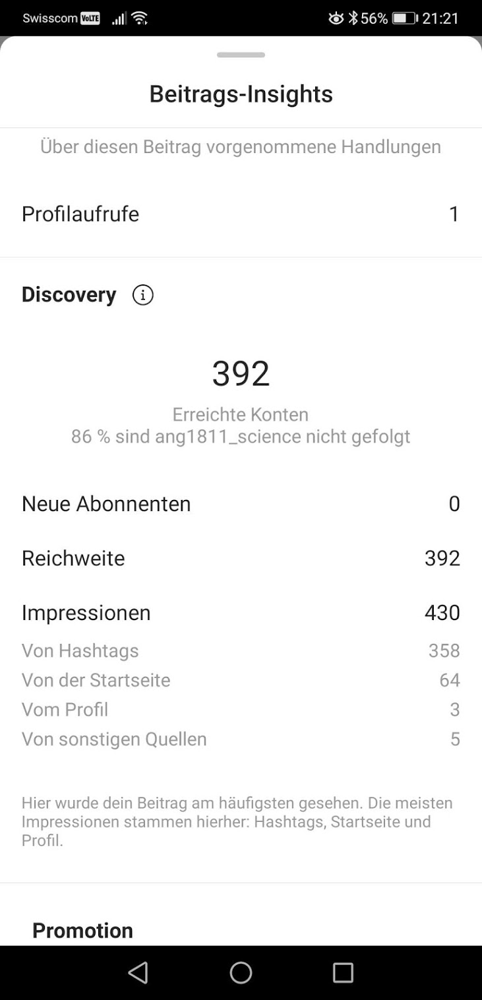 Swisscom VoLTE 56% 21:21
Beitrags-Insights
Über diesen Beitrag vorgenommene Handlungen
Profilaufrufe 1
Discovery
392
Erreichte Konten
86 % sind ang1811_science nicht gefolgt
Neue Abonnenten 0
Reichweite 392
Impressionen 430
Von Hashtags 358
Von der Startseite 64
Vom Profil 3
Von sonstigen Quellen 5
Hier wurde dein Beitrag am häufigsten gesehen. Die meisten
Impressionen stammen hierher: Hashtags, Startseite und
Profil.
Promotion